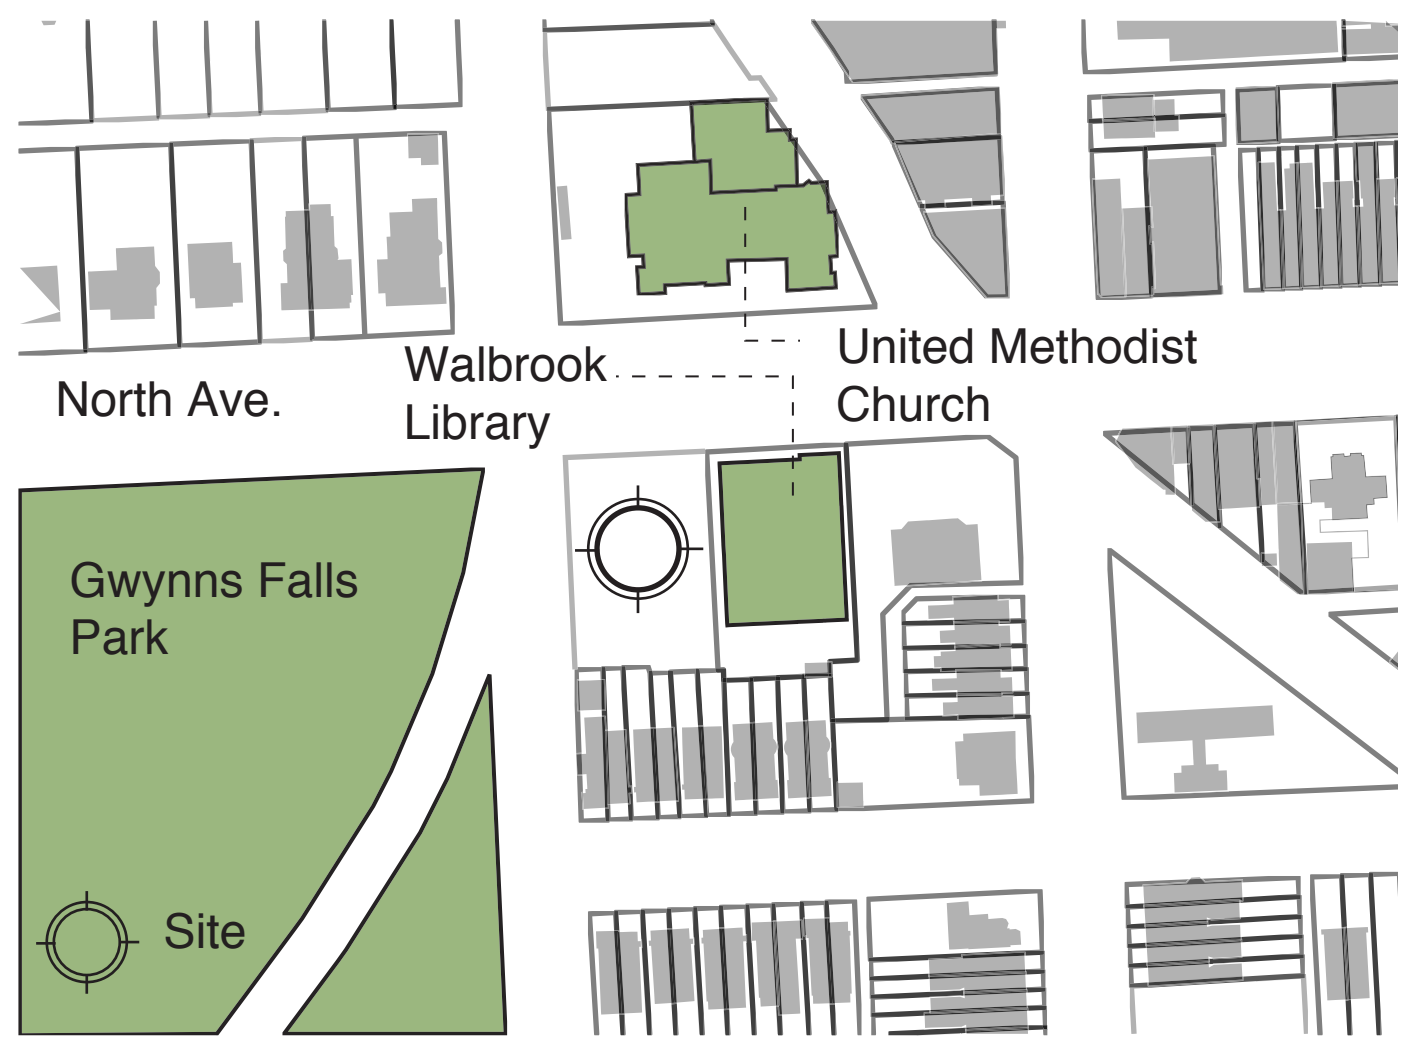 United Methodist
Church
Walbrook
Library
North Ave.
Gwynns Falls
Park
Site